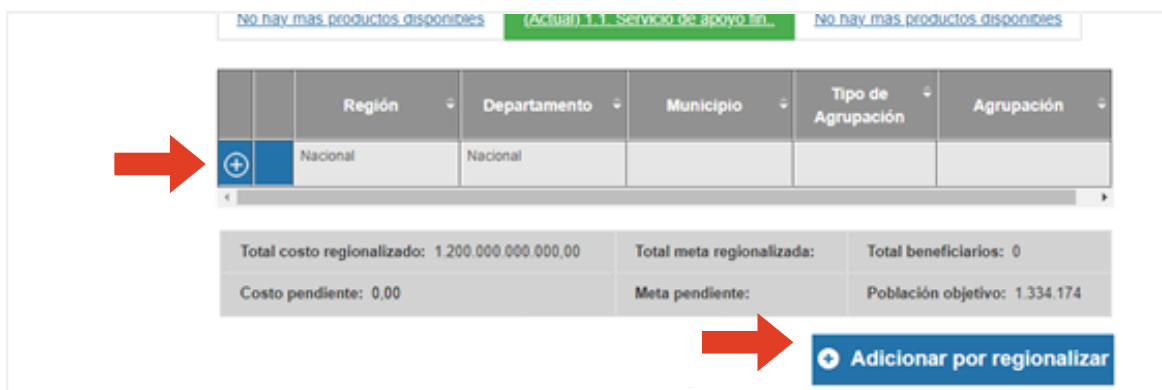 No hay mas productos disponibles (Actual) 1.1. Servicio de apoyo fin.. No hay mas productos disponibles
Región Departamento Municipio Tipo de Agrupación Agrupación
Nacional Nacional
Total costo regionalizado: 1.200.000.000.000,00 Total meta regionalizada: Total beneficiarios: 0
Costo pendiente: 0,00 Meta pendiente: Población objetivo: 1.334.174
Adicionar por regionalizar